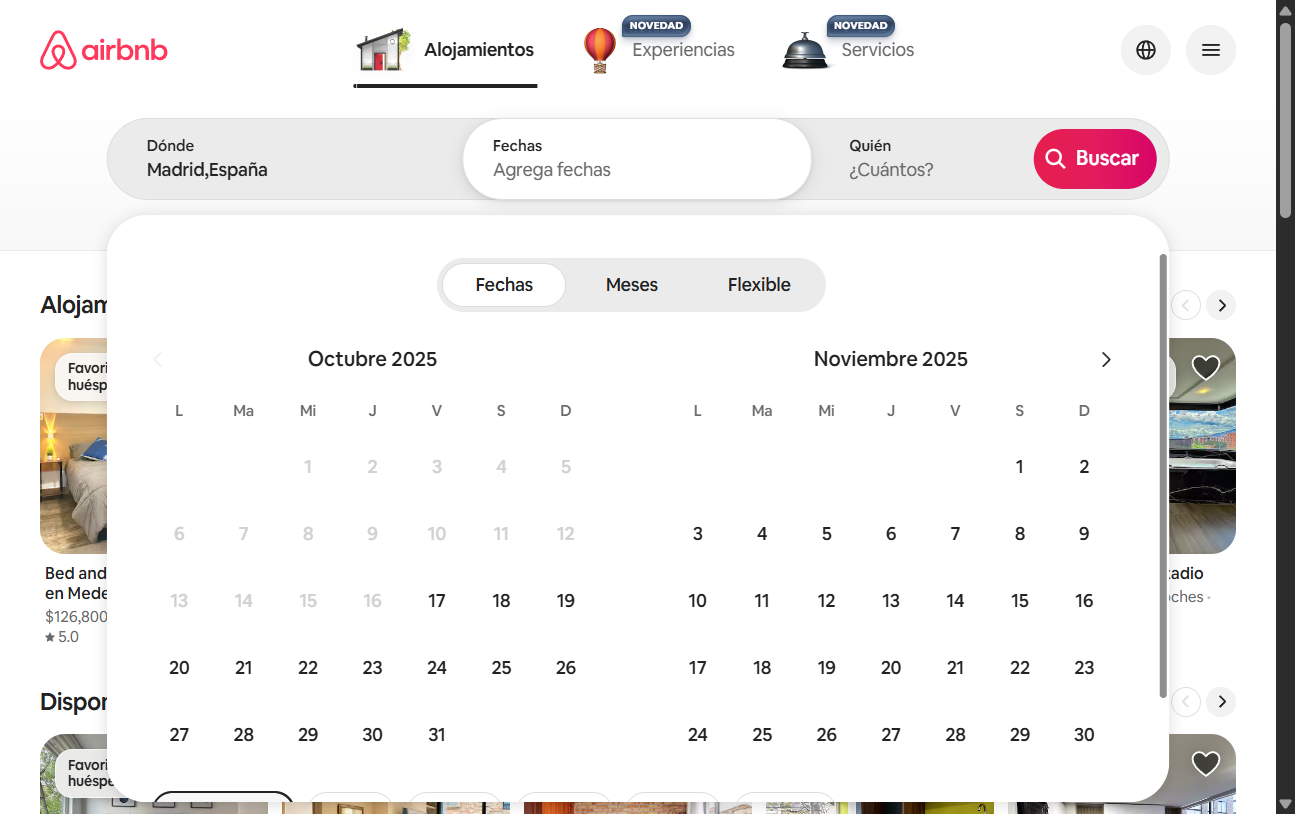 airbnb
Alojamientos
NOVEDAD
Experiencias
NOVEDAD
Servicios
Dónde
Madrid,España
Fechas
Agrega fechas
Quién
¿Cuántos?
Buscar
Fechas
Meses
Flexible
Octubre 2025
L Ma Mi J V S D
1 2 3 4 5
6 7 8 9 10 11 12
13 14 15 16 17 18 19
20 21 22 23 24 25 26
27 28 29 30 31
Noviembre 2025
L Ma Mi J V S D
1 2
3 4 5 6 7 8 9
10 11 12 13 14 15 16
17 18 19 20 21 22 23
24 25 26 27 28 29 30
Alojam
Favori
huésp
Bed and
en Mede
$126,800
5.0
tadio
oches ·
Dispon
Favori
huéspe